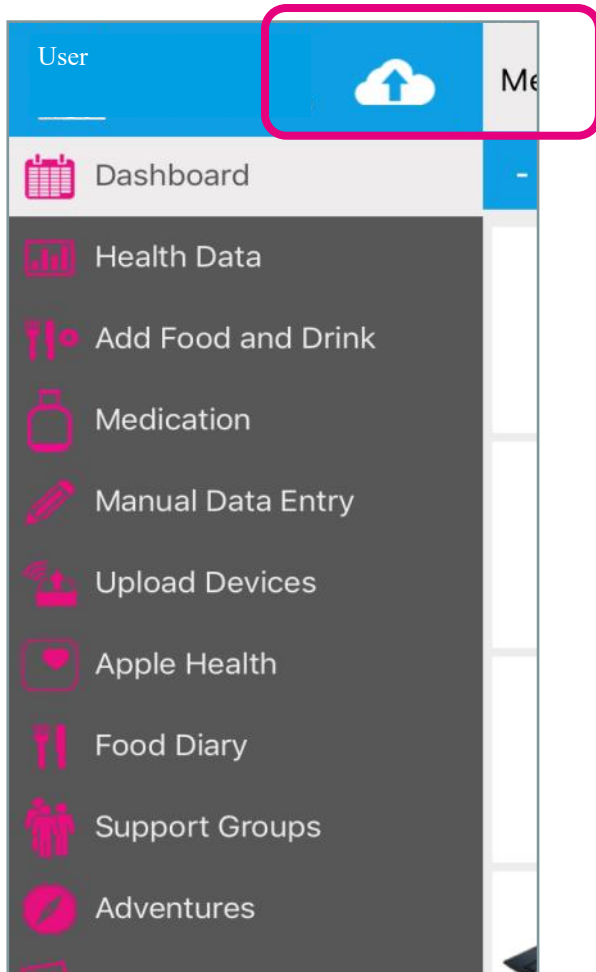 User
Me
Dashboard
-
Health Data
Add Food and Drink
Medication
Manual Data Entry
Upload Devices
Apple Health
Food Diary
Support Groups
Adventures